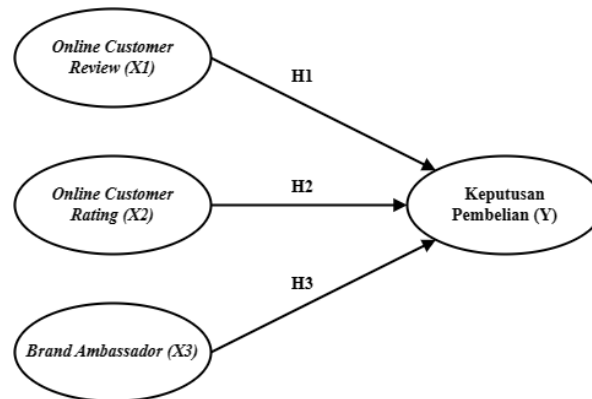 Online Customer
Review (X1)
H1
Online Customer
Rating (X2)
H2
Keputusan
Pembelian (Y)
H3
Brand Ambassador (X3)